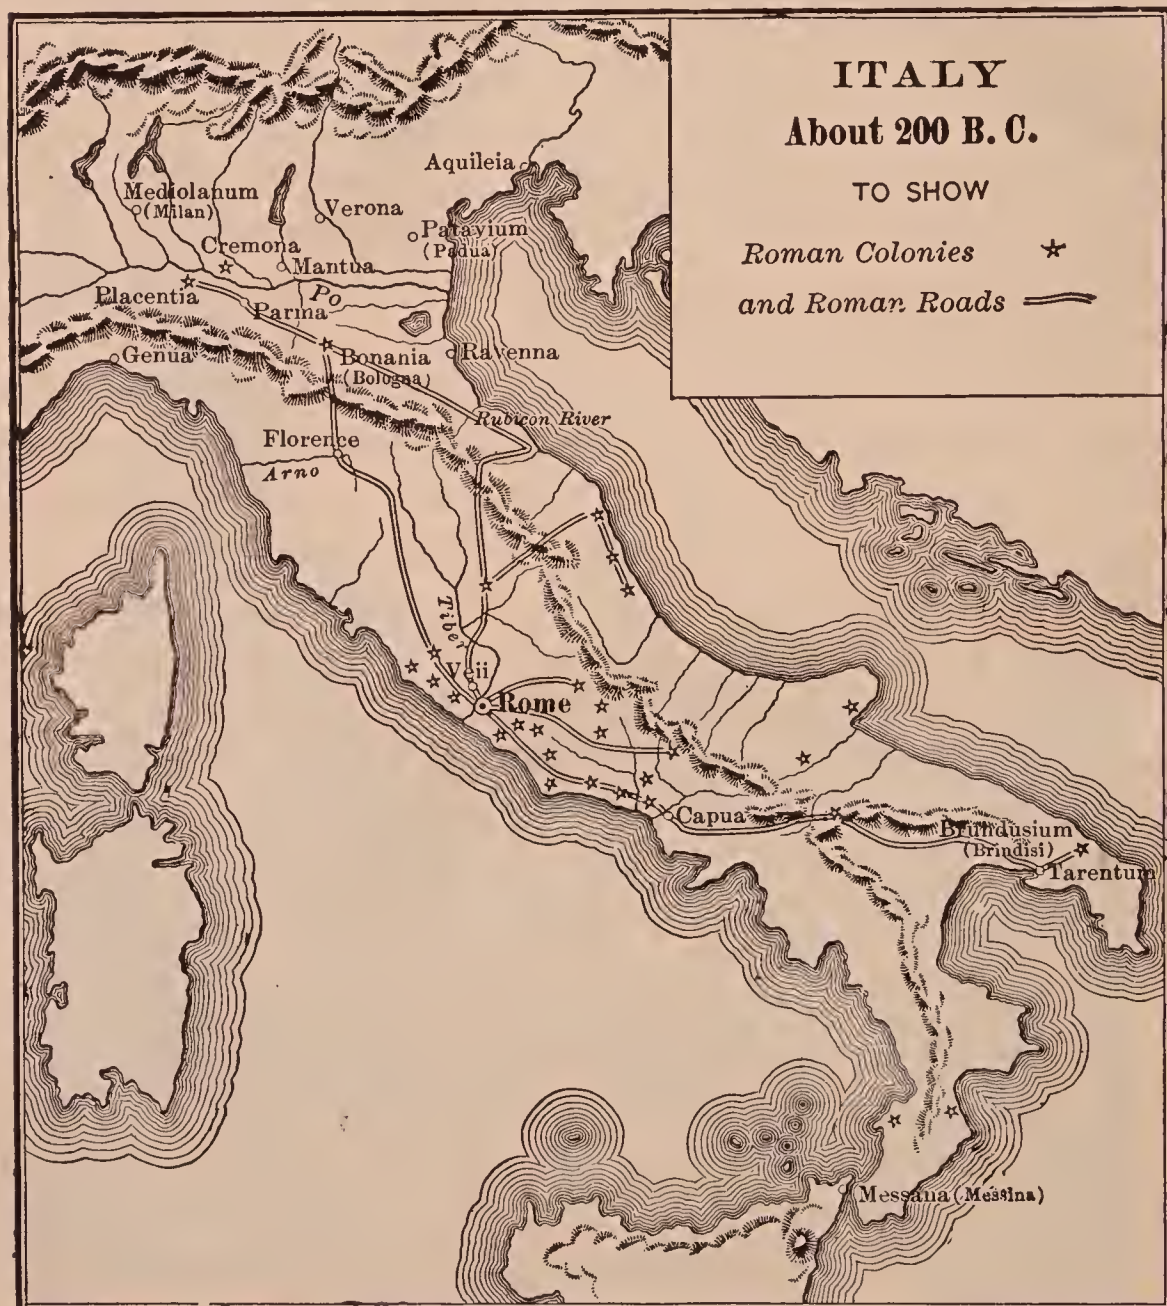 ITALY
About 200 B. C.
TO SHOW
Roman Colonies
and Roman Roads
Aquileia
Mediolanum
(Milan)
Verona
Patavium
(Padua)
Cremona
Mantua
Placentia
Po
Parma
Genua
Bonania
(Bologna)
Ravenna
Rubicon River
Florence
Arno
Tiber
Veii
Rome
Capua
Brundusium
(Brindisi)
Tarentum
Messana (Messina)